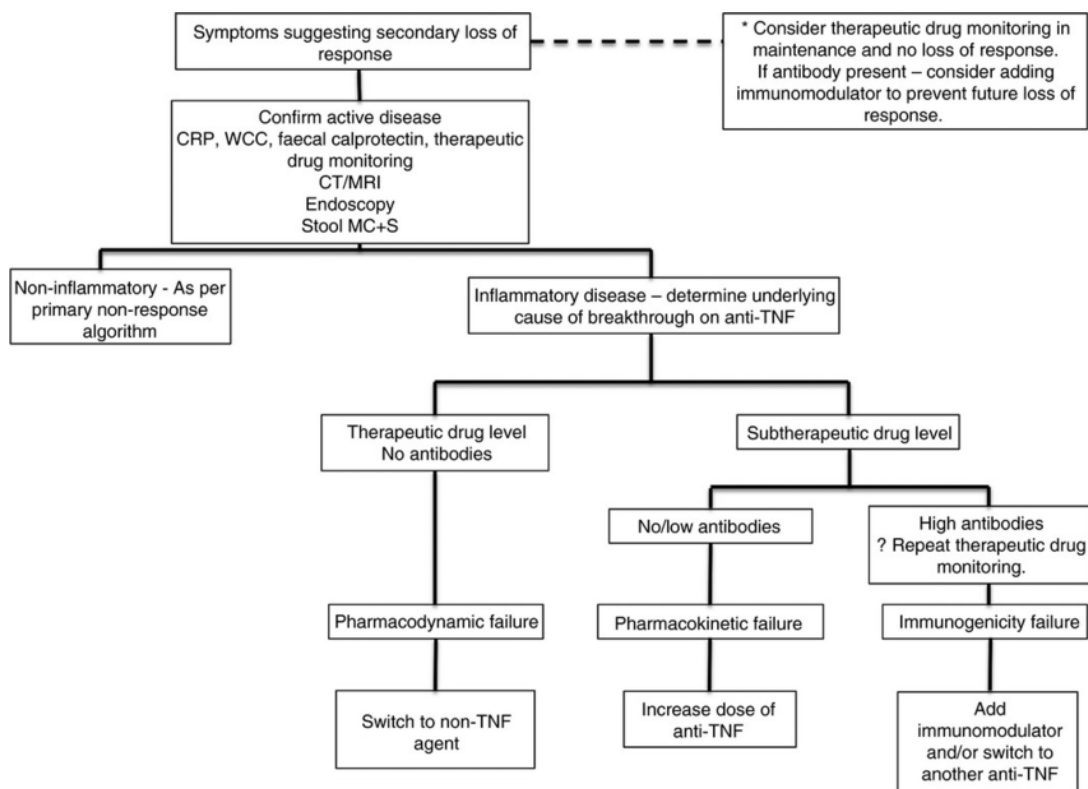 Symptoms suggesting secondary loss of
response
* Consider therapeutic drug monitoring in
maintenance and no loss of response.
If antibody present – consider adding
immunomodulator to prevent future loss of
response.
Confirm active disease
CRP, WCC, faecal calprotectin, therapeutic
drug monitoring
CT/MRI
Endoscopy
Stool MC+S
Non-inflammatory - As per
primary non-response
algorithm
Inflammatory disease – determine underlying
cause of breakthrough on anti-TNF
Therapeutic drug level
No antibodies
Subtherapeutic drug level
No/low antibodies
High antibodies
? Repeat therapeutic drug
monitoring.
Pharmacodynamic failure
Pharmacokinetic failure
Immunogenicity failure
Switch to non-TNF
agent
Increase dose of
anti-TNF
Add
immunomodulator
and/or switch to
another anti-TNF